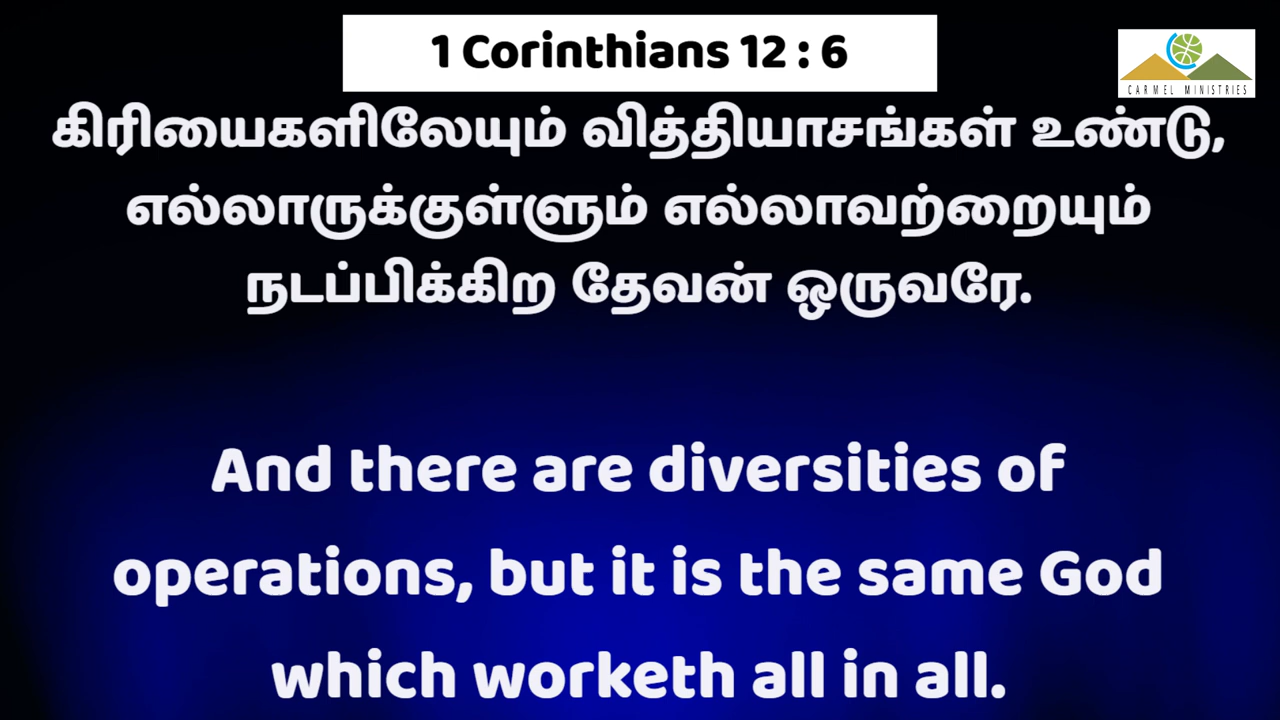 1 Corinthians 12 : 6
CARMEL MINISTRIES
கிரியைகளிலேயும் வித்தியாசங்கள் உண்டு,
எல்லாருக்குள்ளும் எல்லாவற்றையும்
நடப்பிக்கிற தேவன் ஒருவரே.
And there are diversities of
operations, but it is the same God
which worketh all in all.